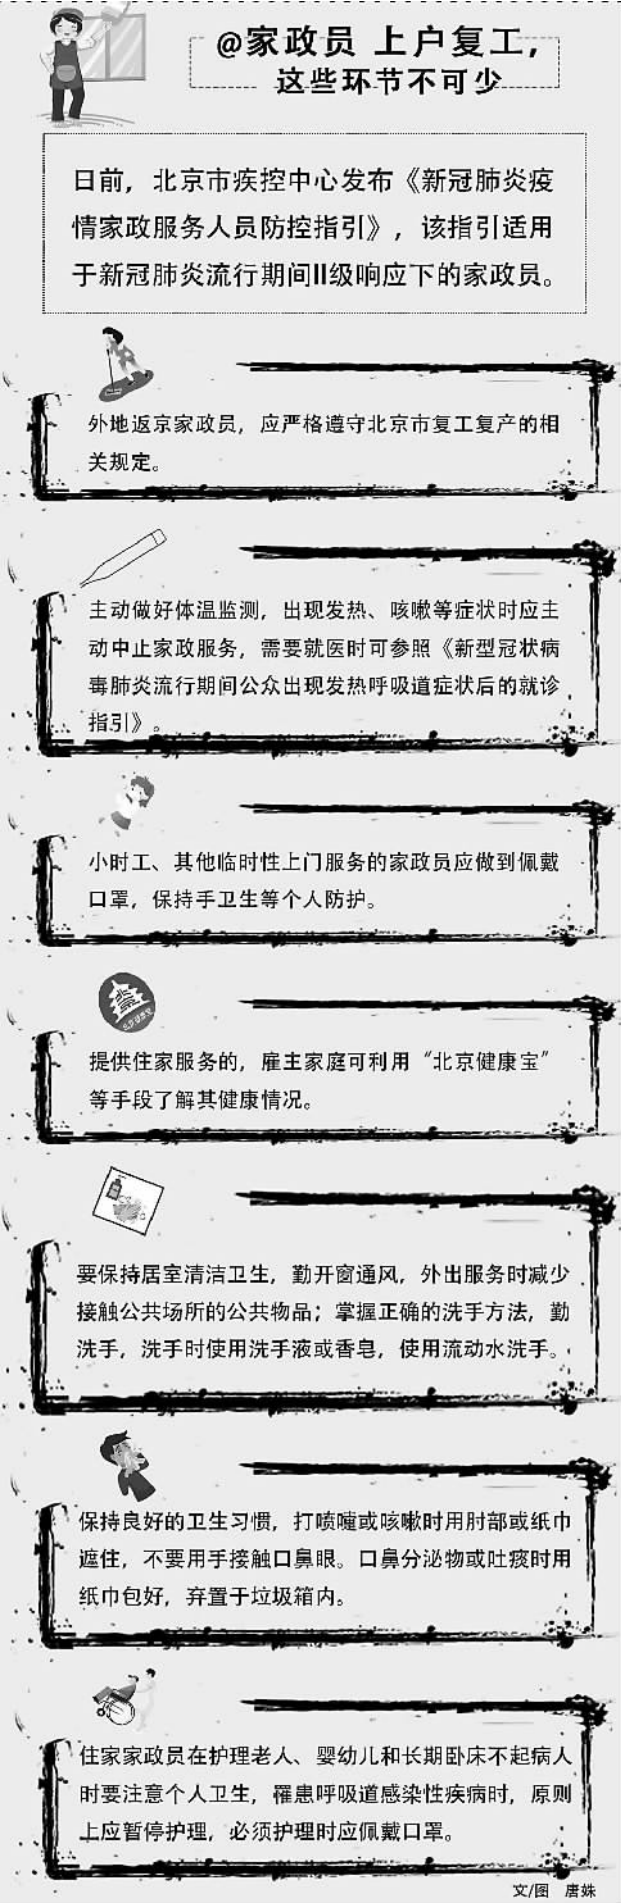 @家政员 上户复工，
这些环节不可少
日前，北京市疾控中心发布《新冠肺炎疫
情家政服务人员防控指引》，该指引适用
于新冠肺炎流行期间II级响应下的家政员。
外地返京家政员，应严格遵守北京市复工复产的相
关规定。
主动做好体温监测，出现发热、咳嗽等症状时应主
动中止家政服务，需要就医时可参照《新型冠状病
毒肺炎流行期间公众出现发热呼吸道症状后的就诊
指引》。
小时工、其他临时性上门服务的家政员应做到佩戴
口罩，保持手卫生等个人防护。
提供住家服务的，雇主家庭可利用“北京健康宝”
等手段了解其健康情况。
要保持居室清洁卫生，勤开窗通风，外出服务时减少
接触公共场所的公共物品；掌握正确的洗手方法，勤
洗手，洗手时使用洗手液或香皂，使用流动水洗手。
保持良好的卫生习惯，打喷嚏或咳嗽时用肘部或纸巾
遮住，不要用手接触口鼻眼。口鼻分泌物或吐痰时用
纸巾包好，弃置于垃圾箱内。
住家家政员在护理老人、婴幼儿和长期卧床不起病人
时要注意个人卫生，罹患呼吸道感染性疾病时，原则
上应暂停护理，必须护理时应佩戴口罩。
文/图 唐姝